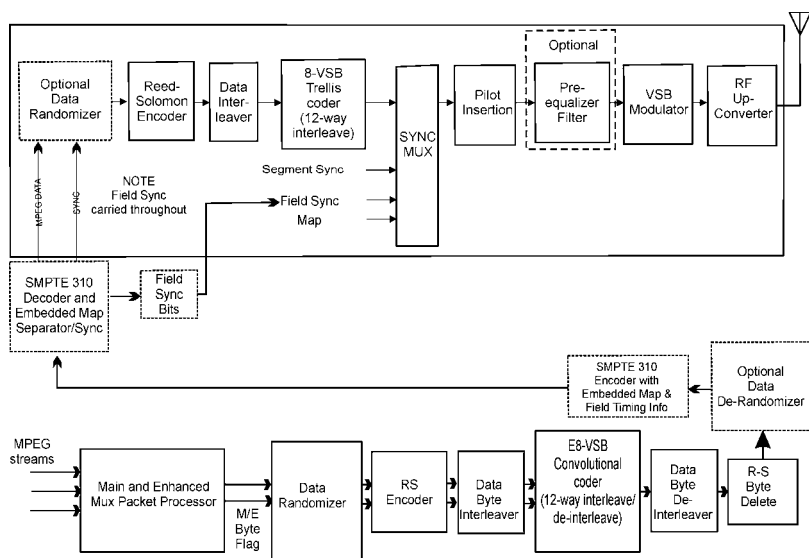 Optional
Optional
Data
Randomizer
Reed-
Solomon
Encoder
Data
Inter-
leaver
8-VSB
Trellis
coder
(12-way
interleave)
SYNC
MUX
Pilot
Insertion
Pre-
equalizer
Filter
VSB
Modulator
RF
Up-
Converter
Segment Sync
Field Sync
Map
MPEG DATA
SYNC
NOTE
Field Sync
carried throughout
SMPTE 310
Decoder and
Embedded Map
Separator/Sync
Field
Sync
Bits
SMPTE 310
Encoder with
Embedded Map &
Field Timing Info
Optional
Data
De-Randomizer
MPEG
streams
Main and Enhanced
Mux Packet Processor
M/E
Byte
Flag
Data
Randomizer
RS
Encoder
Data
Byte
Interleaver
E8-VSB
Convolutional
coder
(12-way interleave/
de-interleave)
Data
Byte
De-
Interleaver
R-S
Byte
Delete